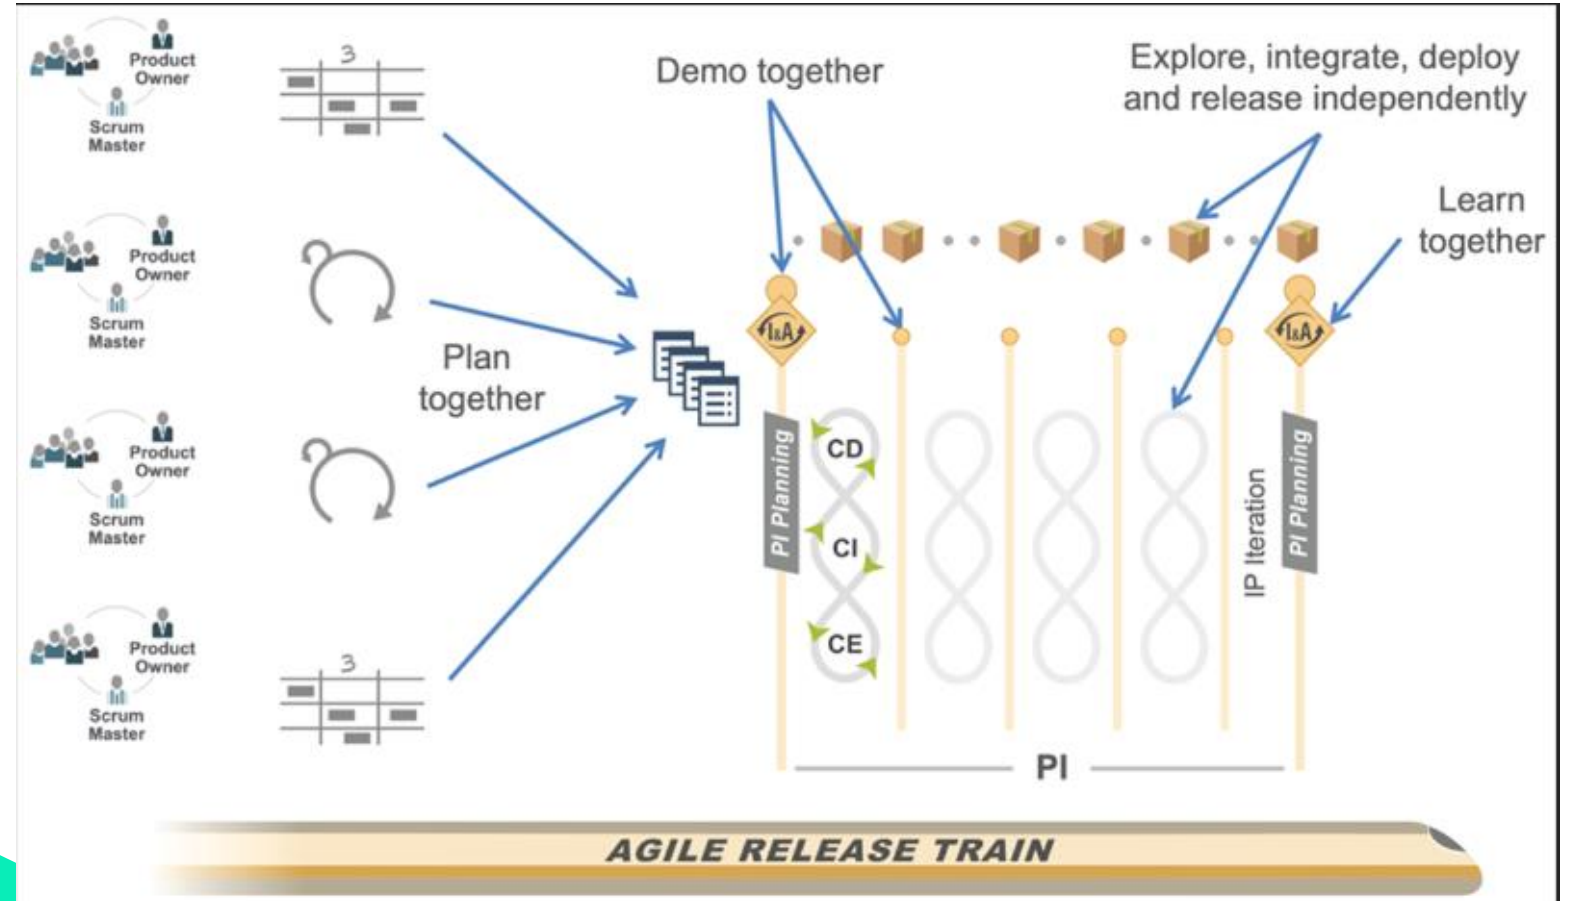 Product
Owner
Scrum
Master
3
Product
Owner
Scrum
Master
Product
Owner
Scrum
Master
Product
Owner
Scrum
Master
3
Plan
together
Demo together
Explore, integrate, deploy
and release independently
Learn
together
I&A
I&A
PI Planning
CD
CI
CE
IP Iteration
PI Planning
PI
AGILE RELEASE TRAIN